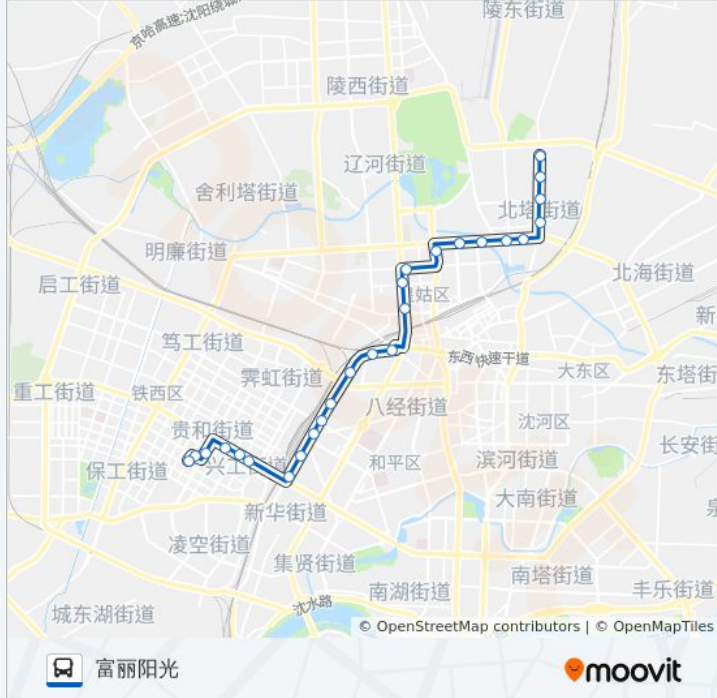 陵东街道
京哈高速;沈阳绕城
陵西街道
辽河街道
舍利塔街道
北塔街道
明廉街道
北海街道
启工街道
皇姑区
新
笃工街道
东西快速干道
霁虹街道
大东区
东塔街
重工街道
铁西区
八经街道
沈河区
贵和街道
长安街
保工街道
兴工街道
和平区
滨河街道
大南街道
泉
新华街道
凌空街道
集贤街道
南塔街道
南湖街道
丰乐街道
沈水路
城东湖街道
© OpenStreetMap contributors | © OpenMapTiles
富丽阳光
moovit